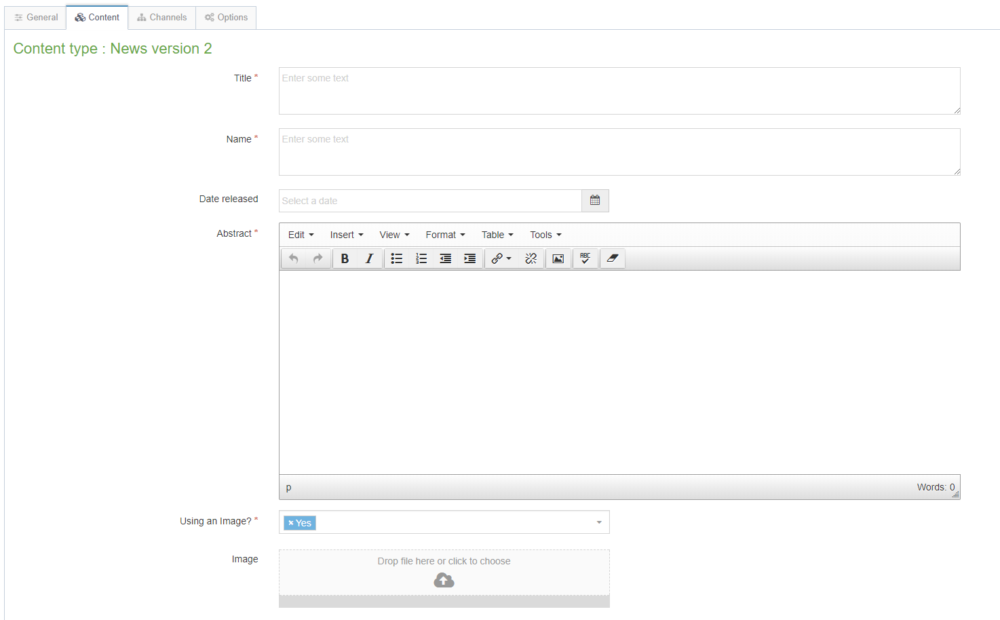 General Content Channels Options
Content type : News version 2
Title *
Enter some text
Name *
Enter some text
Date released
Select a date
Abstract *
Edit Insert View Format Table Tools
B I ABC
p Words: 0
Using an Image? *
× Yes
Image
Drop file here or click to choose